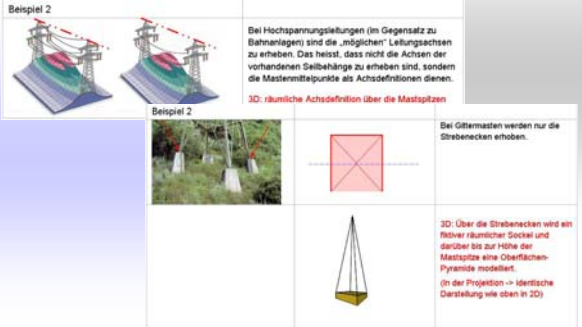 Beispiel 2
Bei Hochspannungsleitungen (im Gegensatz zu
Bahnanlagen) sind die „möglichen" Leitungsachsen
zu erheben. Das heisst, dass nicht die Achsen der
vorhandenen Seilbehänge zu erheben sind, sondern
die Mastenmittelpunkte als Achsdefinitionen dienen.
3D: räumliche Achsdefinition über die Mastspitzen
Beispiel 2
Bei Gittermasten werden nur die
Strebenecken erhoben.
3D: Über die Strebenecken wird ein
fiktiver räumlicher Sockel und
darüber bis zur Höhe der
Mastspitze eine Oberflächen-
Pyramide modelliert.
(In der Projektion -> identische
Darstellung wie oben in 2D)